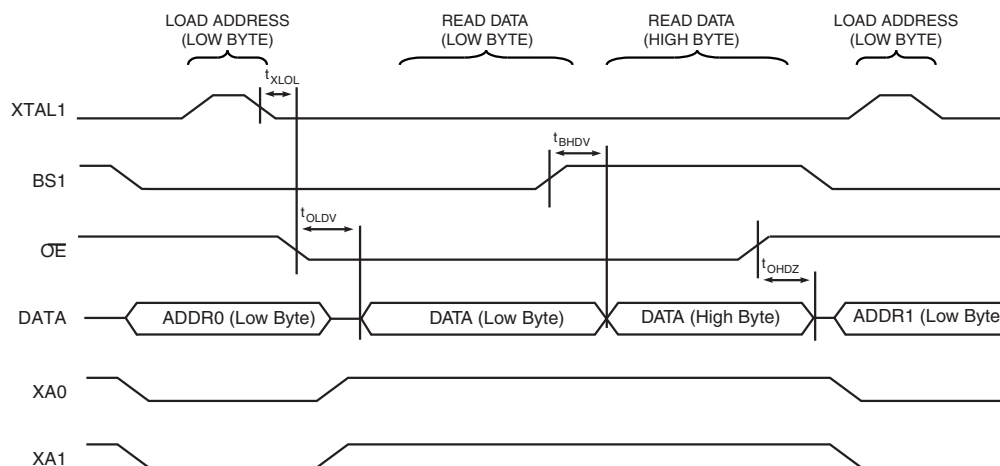 LOAD ADDRESS
(LOW BYTE)
READ DATA
(LOW BYTE)
READ DATA
(HIGH BYTE)
LOAD ADDRESS
(LOW BYTE)
tXLOL
XTAL1
tBHDV
BS1
tOLDV
OE
tOHDZ
DATA
ADDR0 (Low Byte)
DATA (Low Byte)
DATA (High Byte)
ADDR1 (Low Byte
XA0
XA1